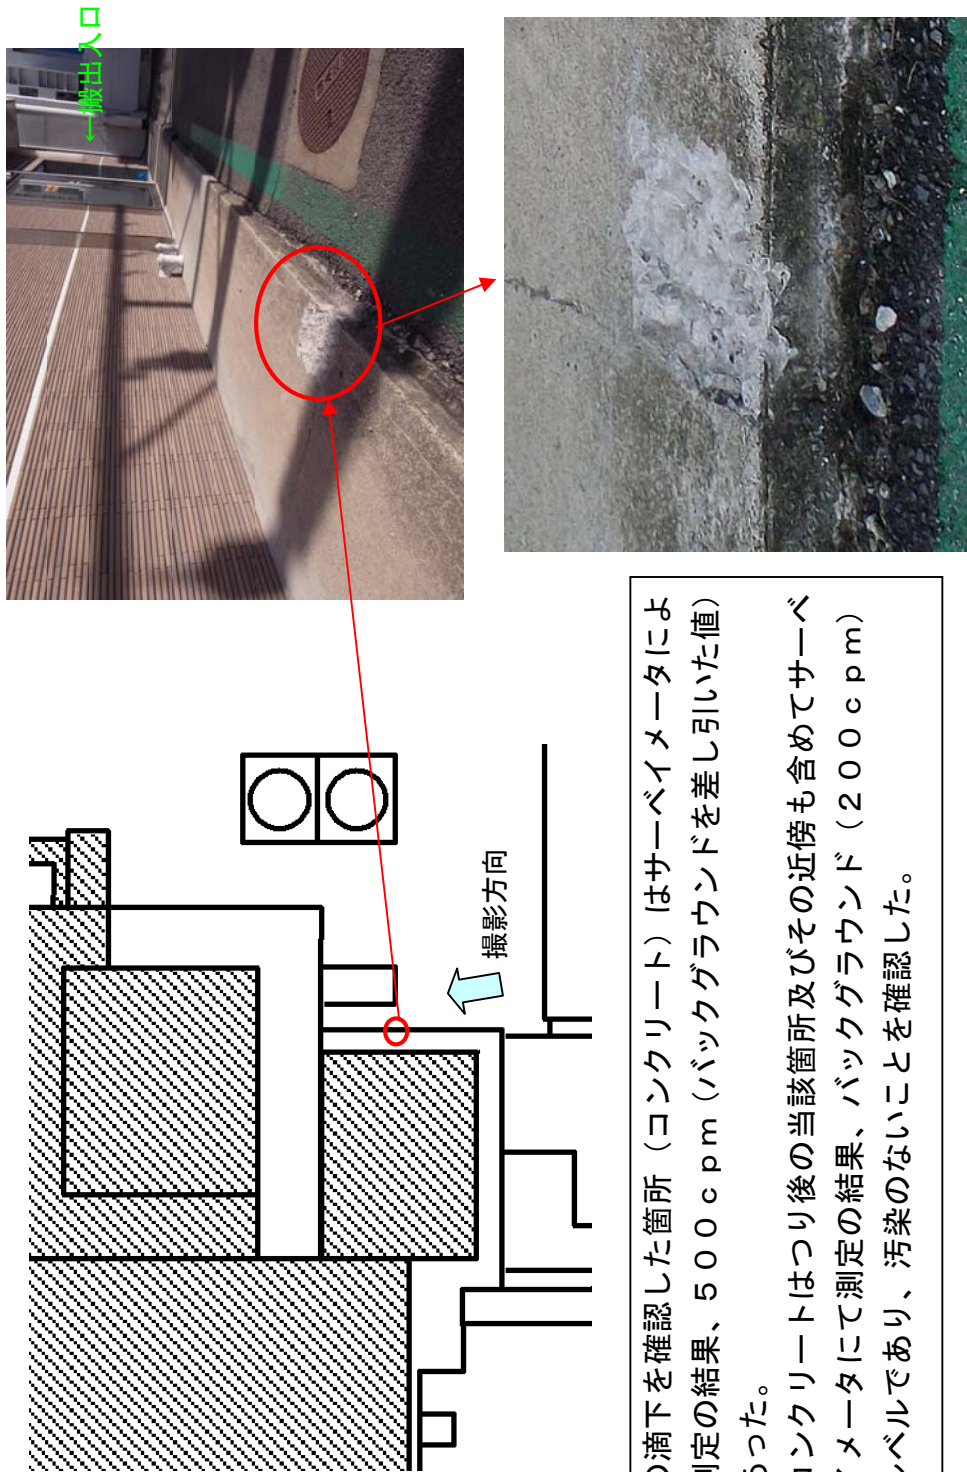 ←搬出入口
撮影方向
の滴下を確認した箇所（コンクリート）はサーベイメータによ
測定の結果、５００ｃｐｍ（バックグラウンドを差し引いた値）
あった。
コンクリートはつり後の当該箇所及びその近傍も含めてサーベ
イメータにて測定の結果、バックグラウンド（２００ｃｐｍ）
レベルであり、汚染のないことを確認した。